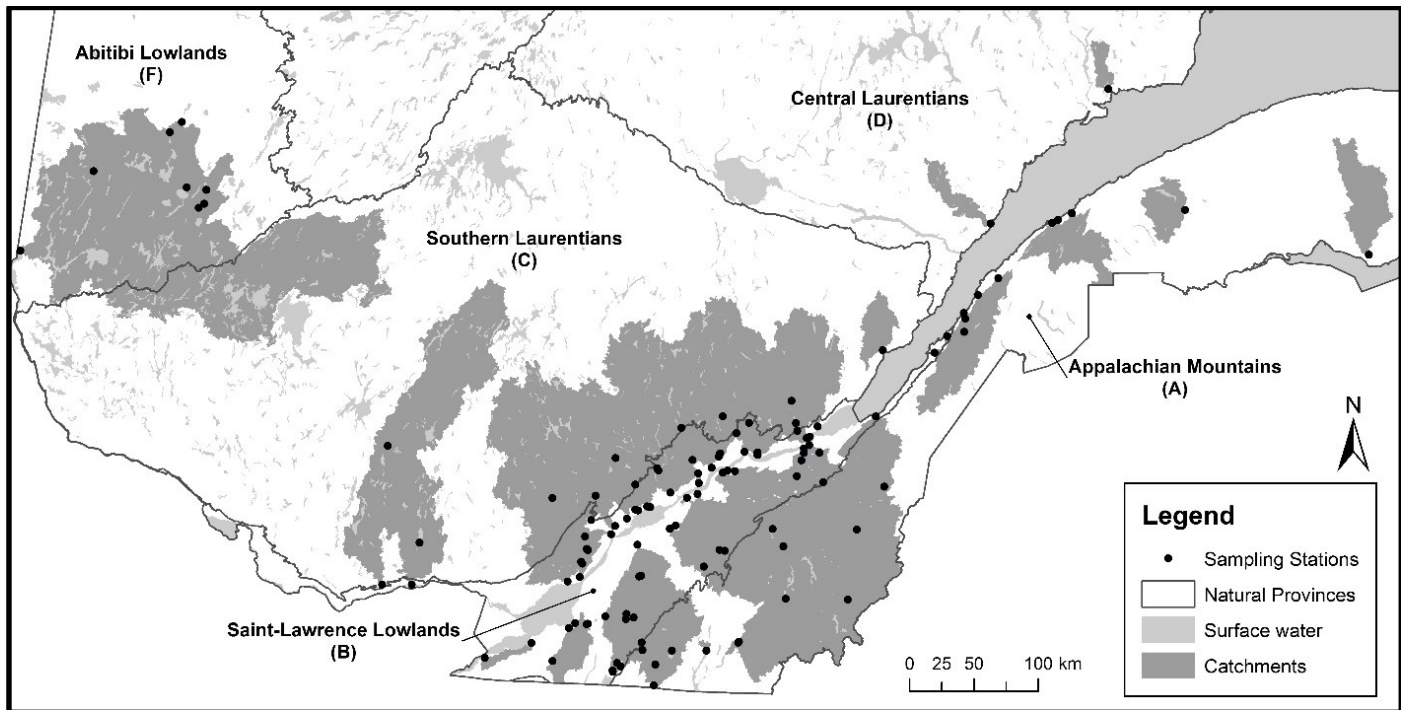 Abitibi Lowlands
(F)
Central Laurentians
(D)
Southern Laurentians
(C)
Appalachian Mountains
(A)
N
Saint-Lawrence Lowlands
(B)
0 25 50 100 km
Legend
Sampling Stations
Natural Provinces
Surface water
Catchments